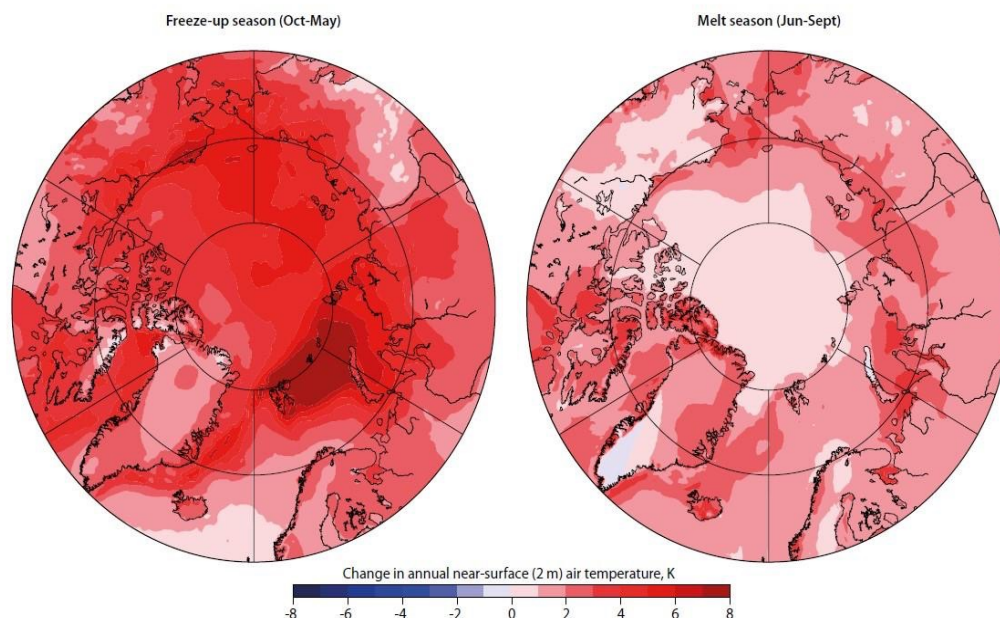 Freeze-up season (Oct-May)
Melt season (Jun-Sept)
Change in annual near-surface (2 m) air temperature, K
-8 -6 -4 -2 0 2 4 6 8